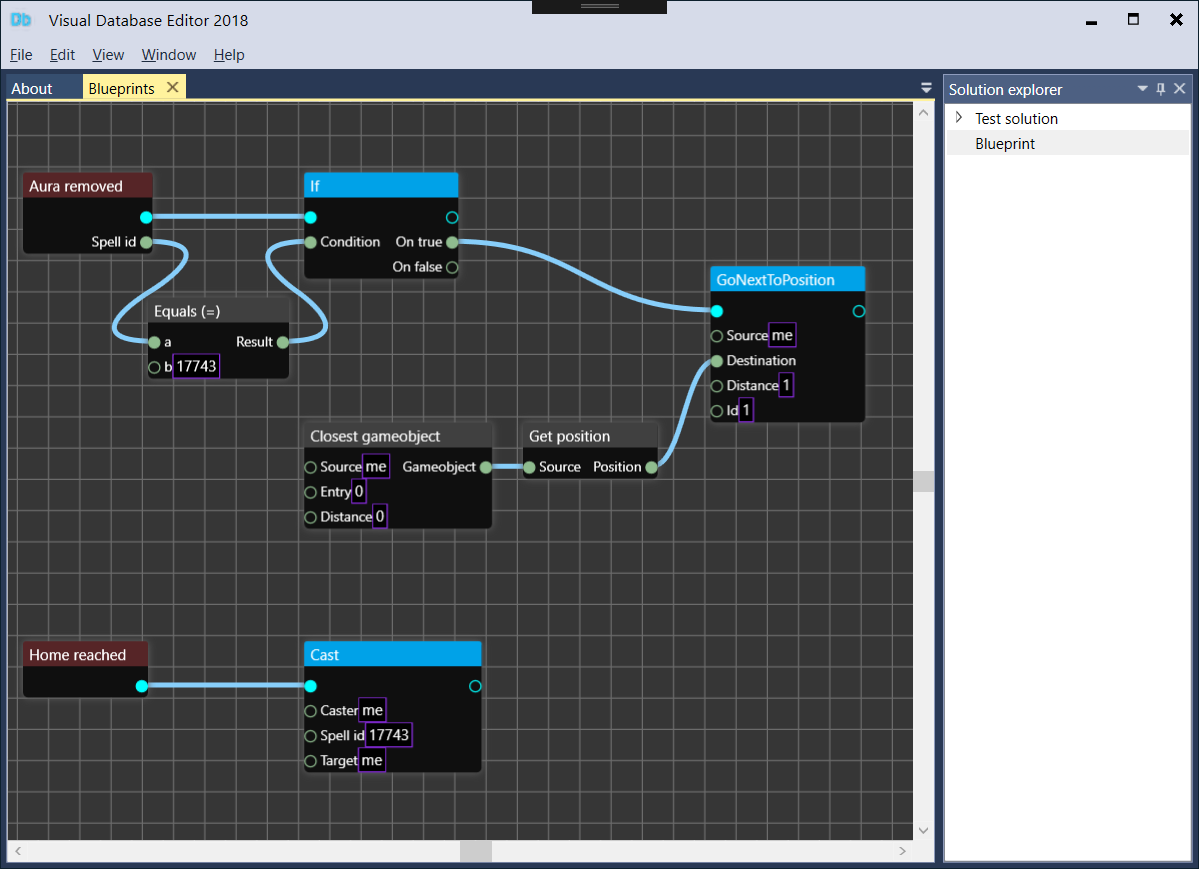 Db Visual Database Editor 2018
File Edit View Window Help
About Blueprints
Solution explorer
Test solution
Blueprint
Aura removed
Spell id
If
Condition On true
On false
Equals (=)
a Result
b 17743
GoNextToPosition
Source me
Destination
Distance 1
Id 1
Closest gameobject
Source me Gameobject
Entry 0
Distance 0
Get position
Source Position
Home reached
Cast
Caster me
Spell id 17743
Target me